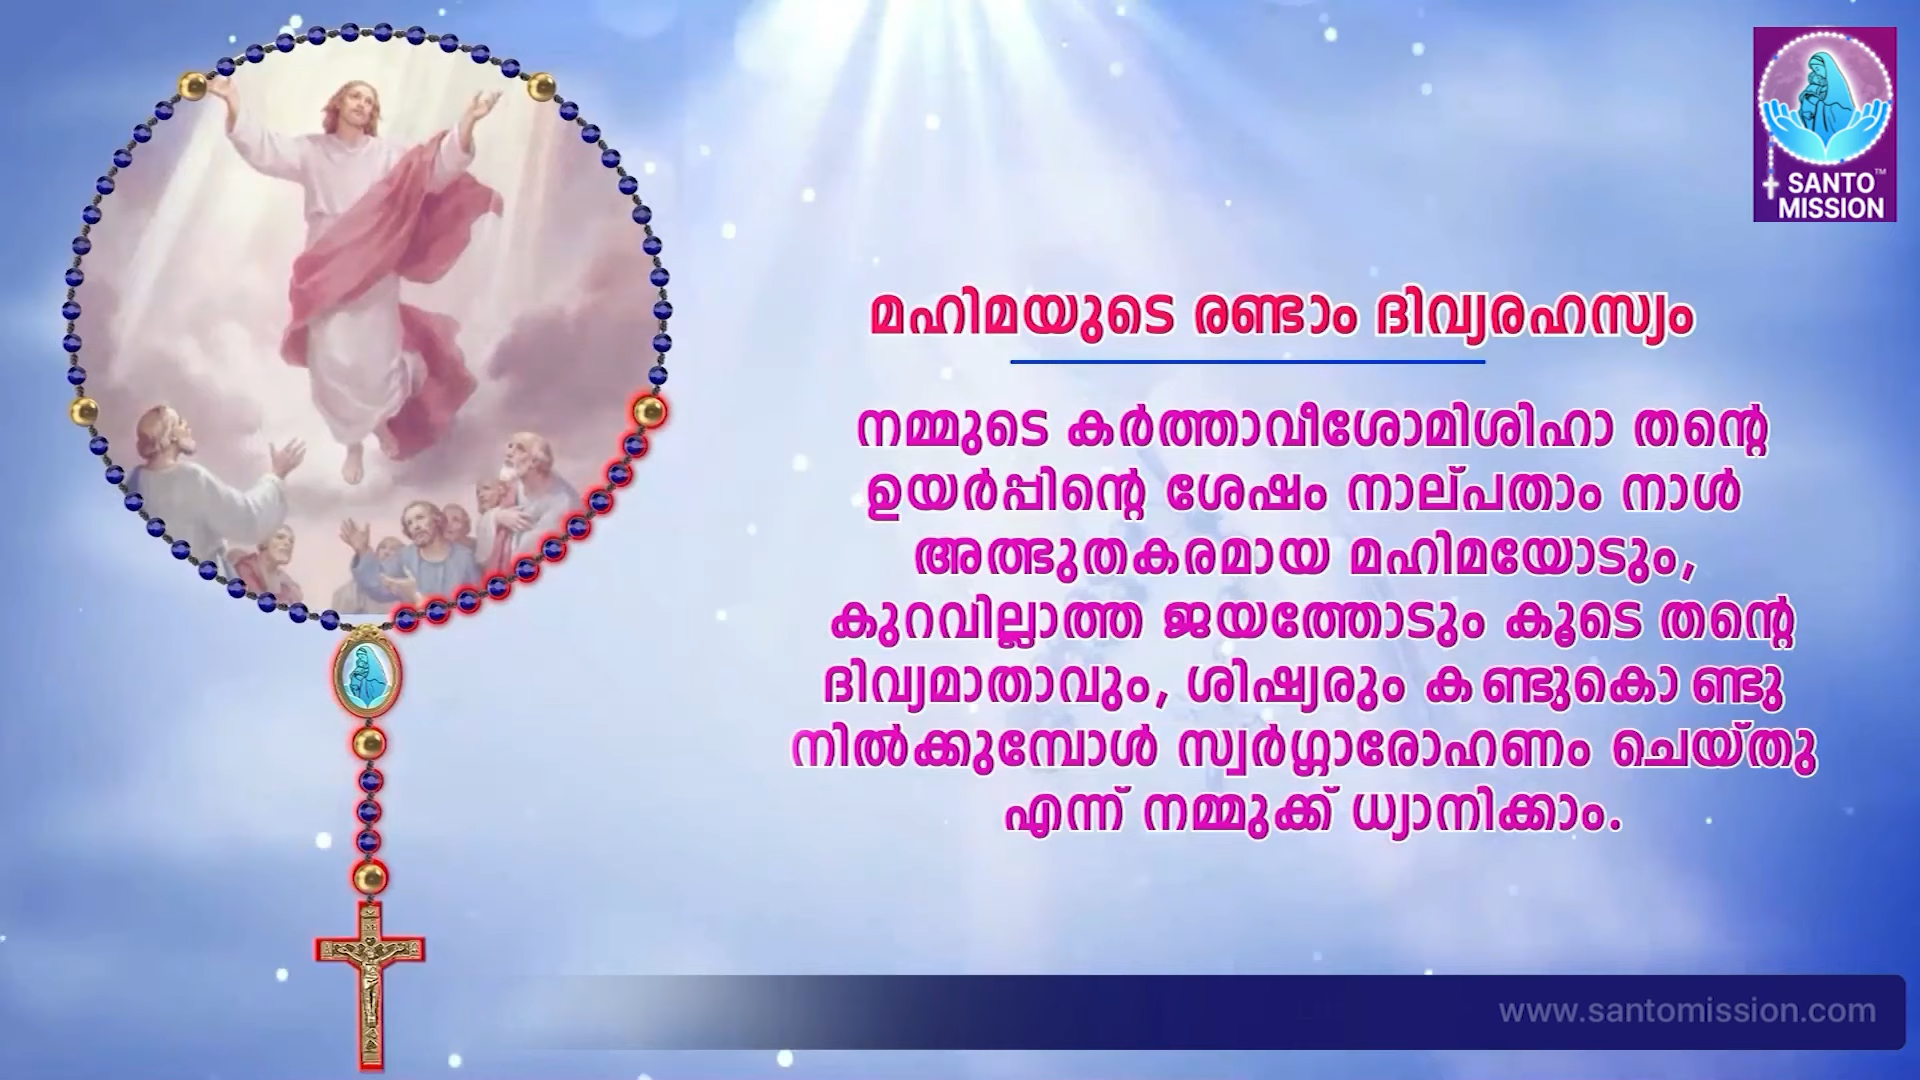 SANTO™
MISSION
മഹിമയുടെ രണ്ടാം ദിവ്യരഹസ്യം
നമ്മുടെ കർത്താവീശോമിശിഹാ തന്റെ
ഉയർപ്പിന്റെ ശേഷം നാല്പതാം നാൾ
അത്ഭുതകരമായ മഹിമയോടും,
കുറവില്ലാത്ത ജയത്തോടും കൂടെ തന്റെ
ദിവ്യമാതാവും, ശിഷ്യരും കണ്ടുകൊണ്ടു
നിൽക്കുമ്പോൾ സ്വർഗ്ഗാരോഹണം ചെയ്തു
എന്ന് നമ്മുക്ക് ധ്യാനിക്കാം.
www.santomission.com